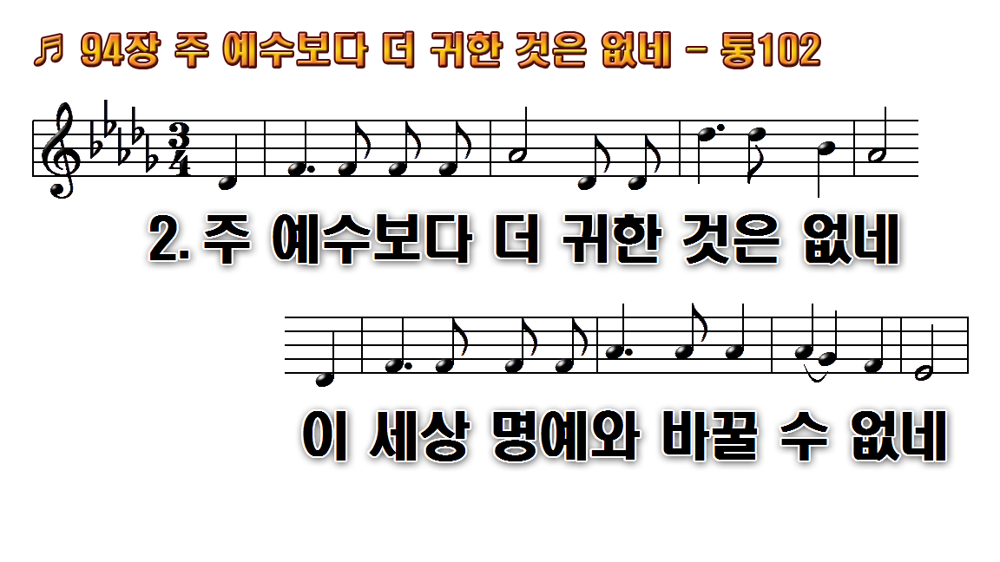 ♬ 94장 주 예수보다 더 귀한 것은 없네 - 통102
3
4
2. 주 예수보다 더 귀한 것은 없네
이 세상 명예와 바꿀 수 없네